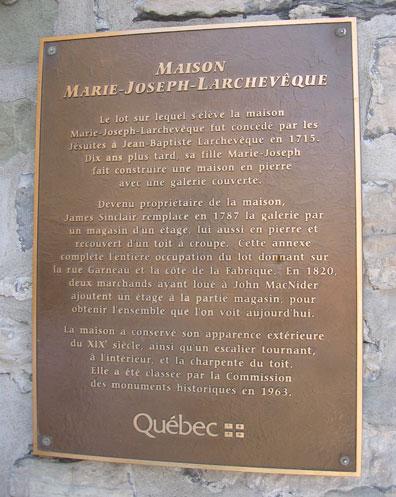 MAISON
MARIE-JOSEPH-LARCHEVÊQUE
Le lot sur lequel s'élève la maison
Marie-Joseph-Larchevêque fut concédé par les
Jésuites à Jean-Baptiste Larchevêque en 1715.
Dix ans plus tard, sa fille Marie-Joseph
fait construire une maison en pierre
avec une galerie couverte.
Devenu propriétaire de la maison,
James Sinclair remplace en 1787 la galerie par
un magasin d'un étage, lui aussi en pierre et
recouvert d'un toit à croupe. Cette annexe
complète l'entière occupation du lot donnant sur
la rue Garneau et la côte de la Fabrique. En 1820,
deux marchands ayant loué à John MacNider
ajoutent un étage à la partie magasin, pour
obtenir l'ensemble que l'on voit aujourd'hui.
La maison a conservé son apparence extérieure
du XIXe siècle, ainsi qu'un escalier tournant,
à l'intérieur, et la charpente du toit.
Elle a été classée par la Commission
des monuments historiques en 1963.
Québec